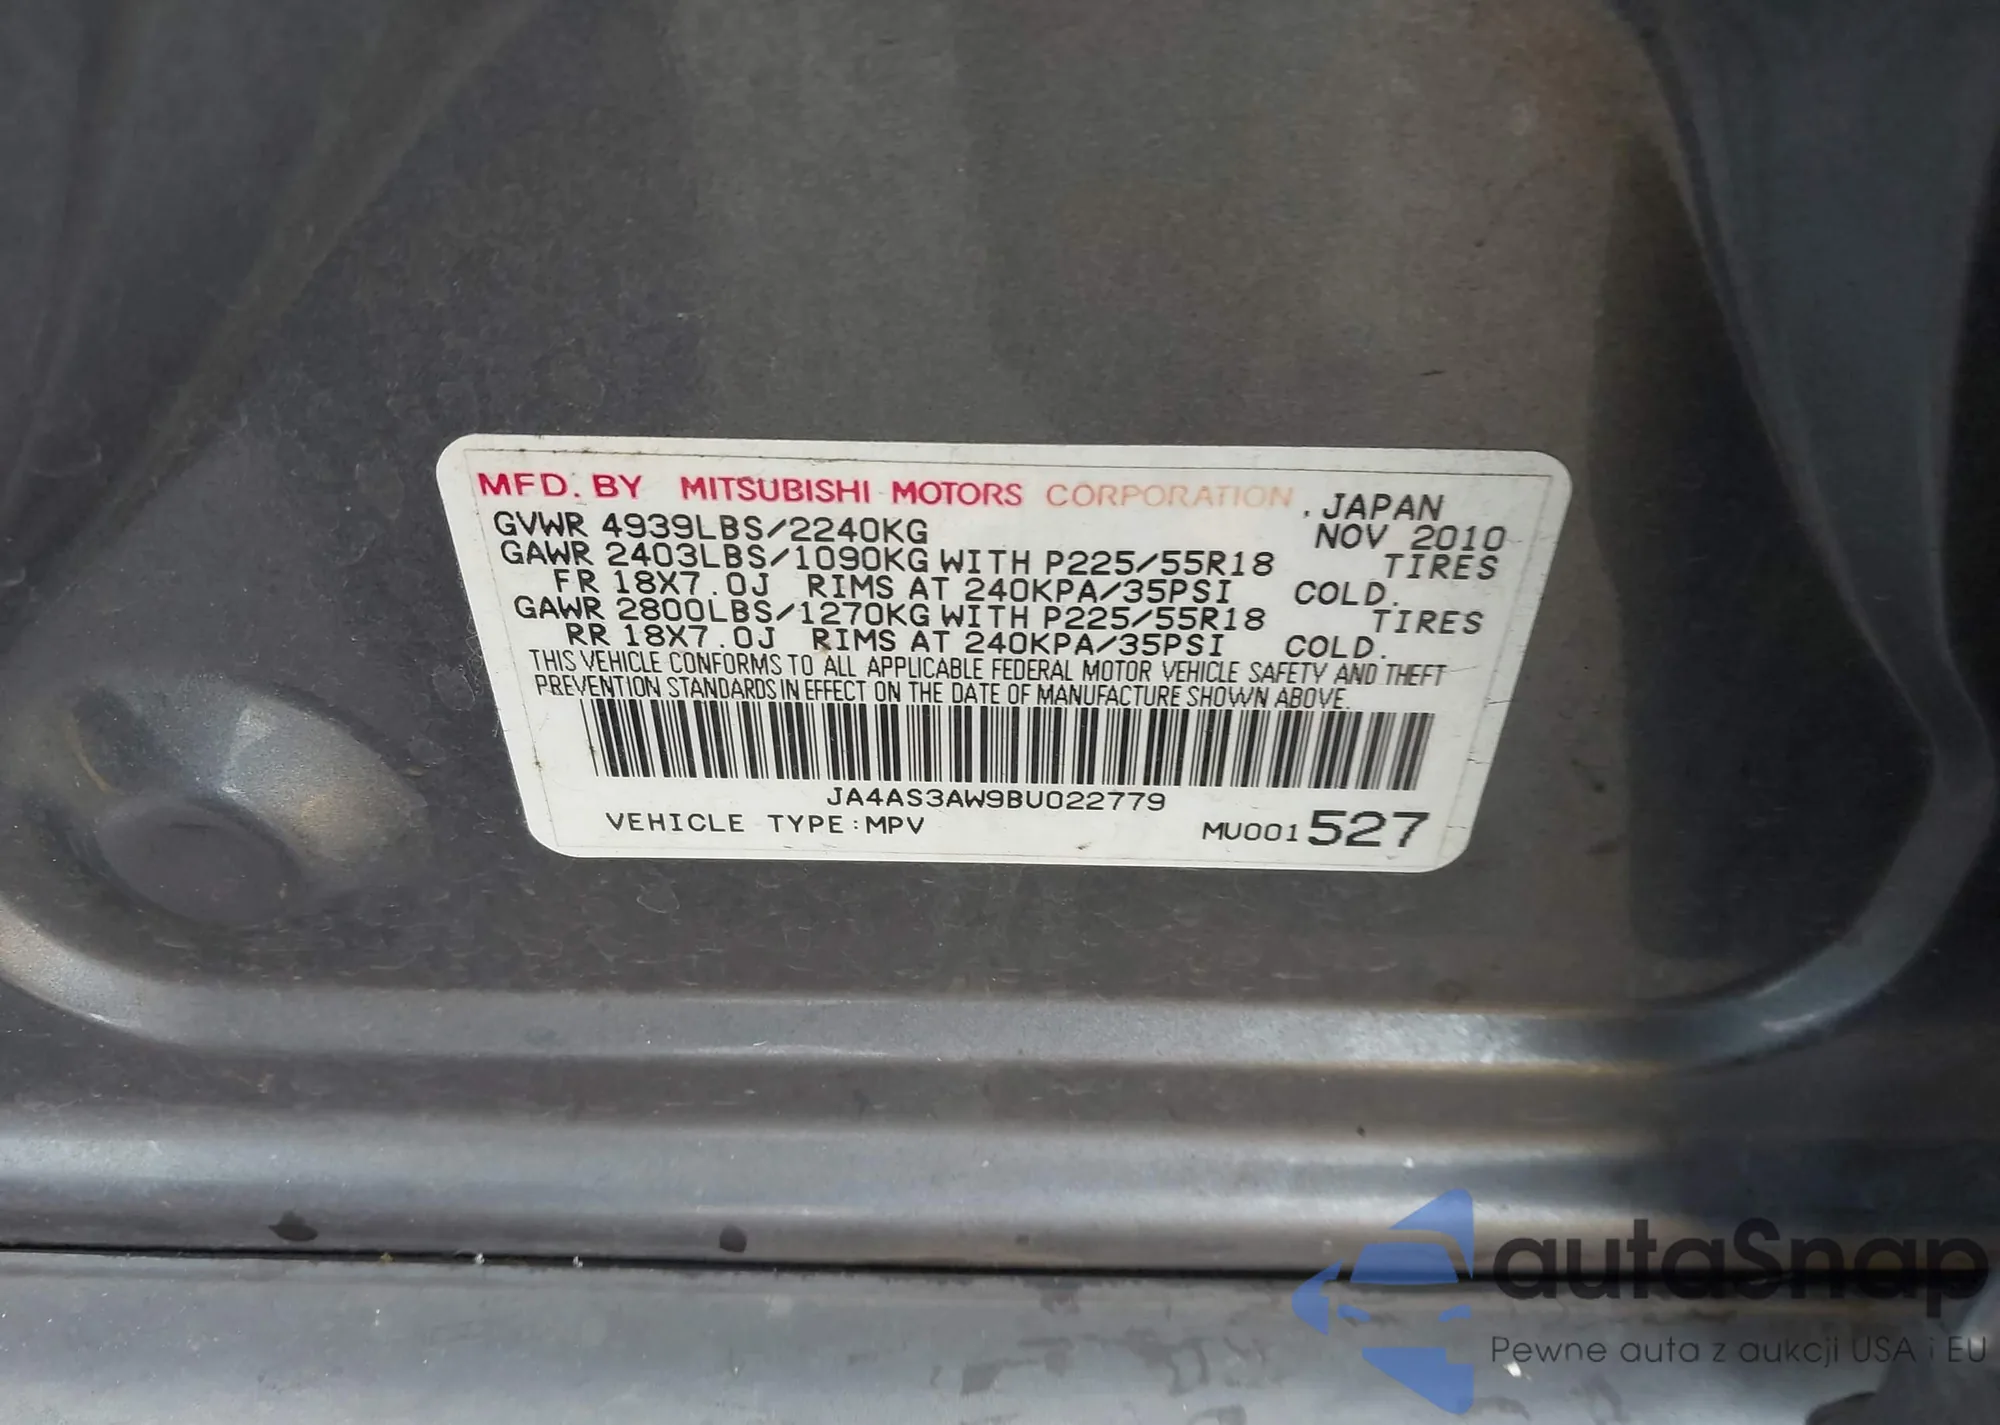 MFD. BY MITSUBISHI MOTORS CORPORATION , JAPAN
GVWR 4939LBS/2240KG NOV 2010
GAWR 2403LBS/1090KG WITH P225/55R18 TIRES
FR 18X7.0J RIMS AT 240KPA/35PSI COLD.
GAWR 2800LBS/1270KG WITH P225/55R18 TIRES
RR 18X7.0J RIMS AT 240KPA/35PSI COLD.
THIS VEHICLE CONFORMS TO ALL APPLICABLE FEDERAL MOTOR VEHICLE SAFETY AND THEFT
PREVENTION STANDARDS IN EFFECT ON THE DATE OF MANUFACTURE SHOWN ABOVE.
JA4AS3AW9BU022779
VEHICLE TYPE:MPV MU001527
autaSnap
Pewne auta z aukcji USA i EU